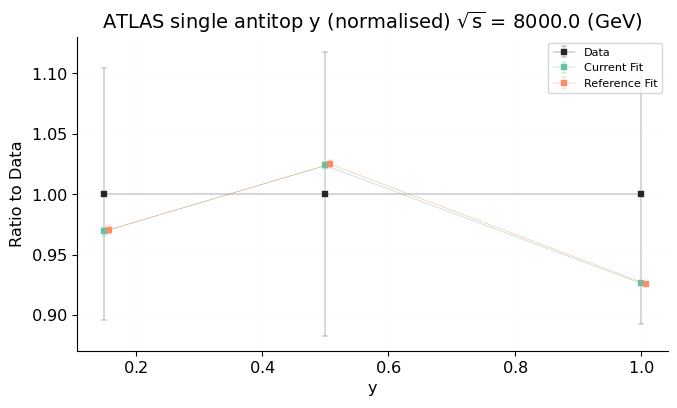 ATLAS single antitop y (normalised) √s = 8000.0 (GeV)
Data
Current Fit
Reference Fit
Ratio to Data
1.10
1.05
1.00
0.95
0.90
0.2 0.4 0.6 0.8 1.0
y